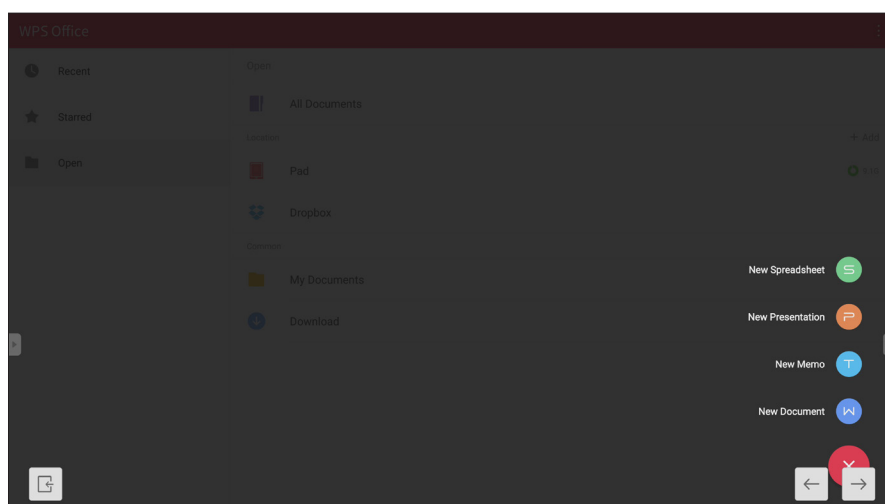 WPS Office
Recent
Starred
Open
Open
All Documents
Location
+ Add
Pad
Dropbox
Common
My Documents
Download
New Spreadsheet
New Presentation
New Memo
New Document